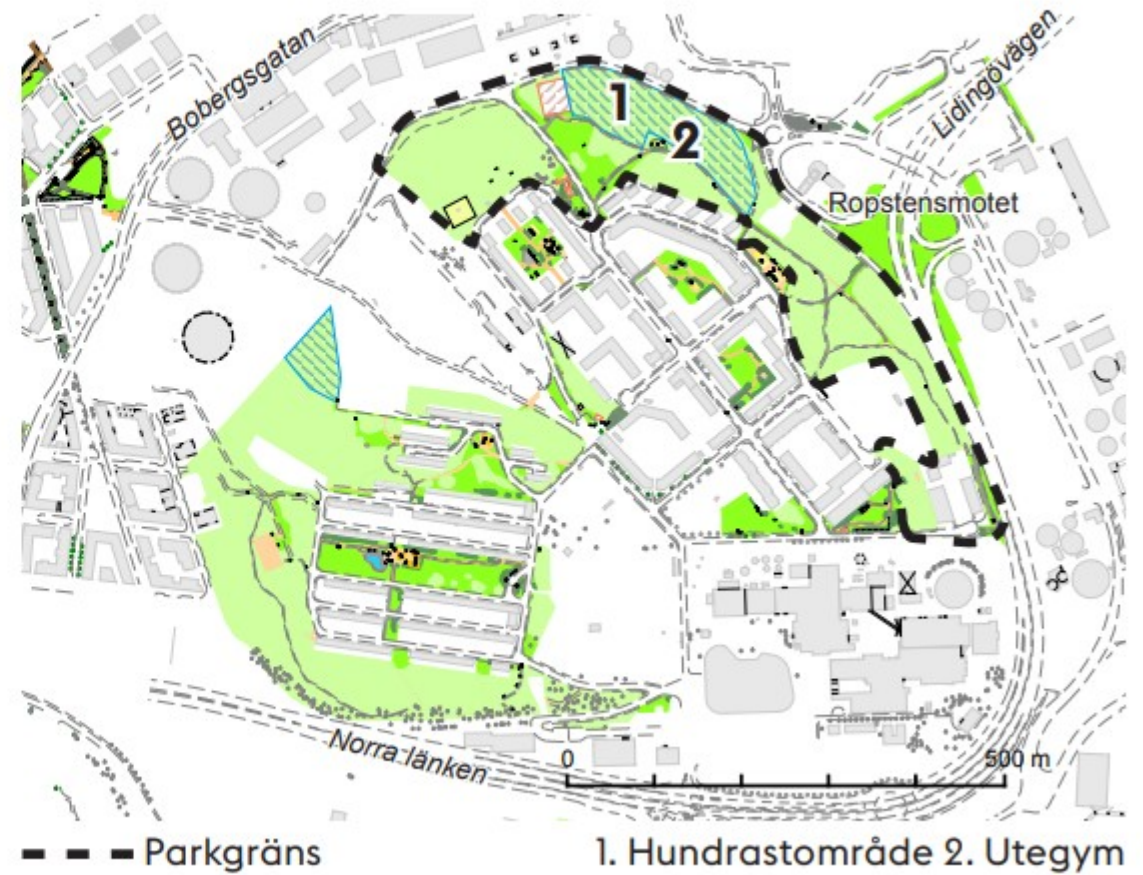 Bobergsgatan
Lidingövägen
1
2
Ropstensmotet
Norra länken
0 500 m
Parkgräns 1. Hundrastområde 2. Utegym